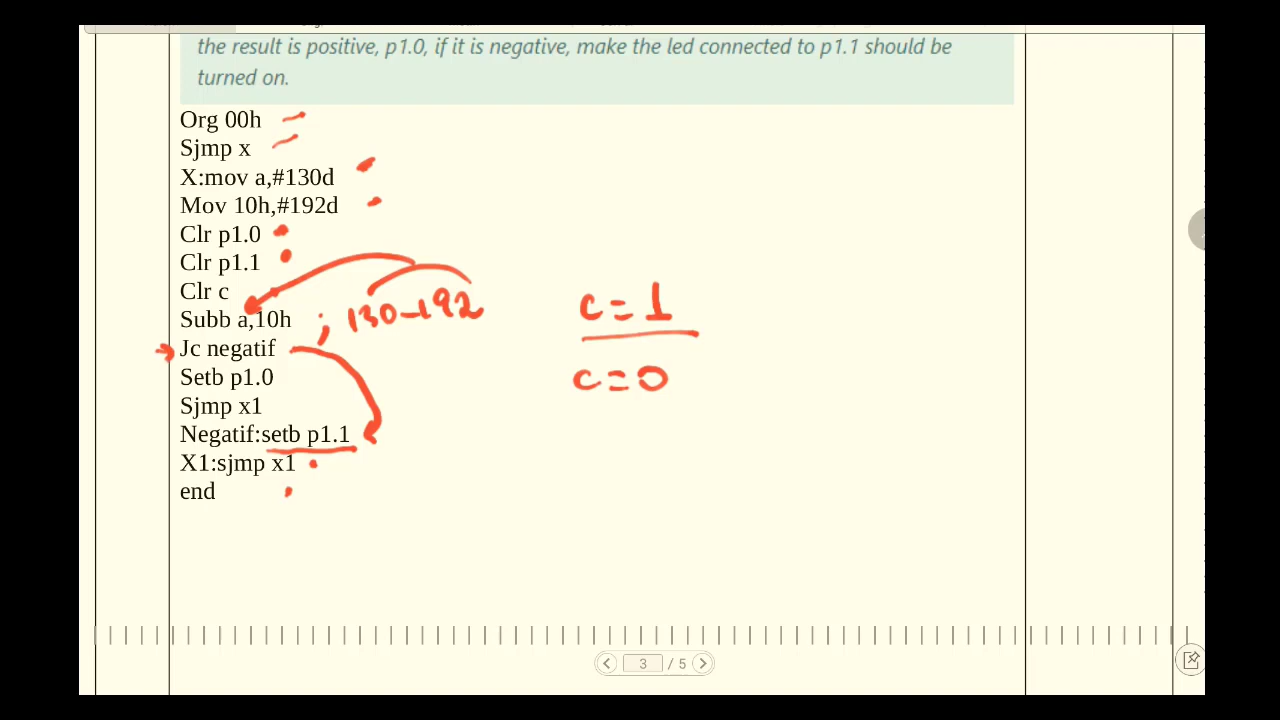 the result is positive, p1.0, if it is negative, make the led connected to p1.1 should be
turned on.
Org 00h
Sjmp x
X:mov a,#130d
Mov 10h,#192d
Clr p1.0
Clr p1.1
Clr c
Subb a,10h ; 130-192
Jc negatif
Setb p1.0
Sjmp x1
Negatif:setb p1.1
X1:sjmp x1
end
c=1
c=0
3 / 5